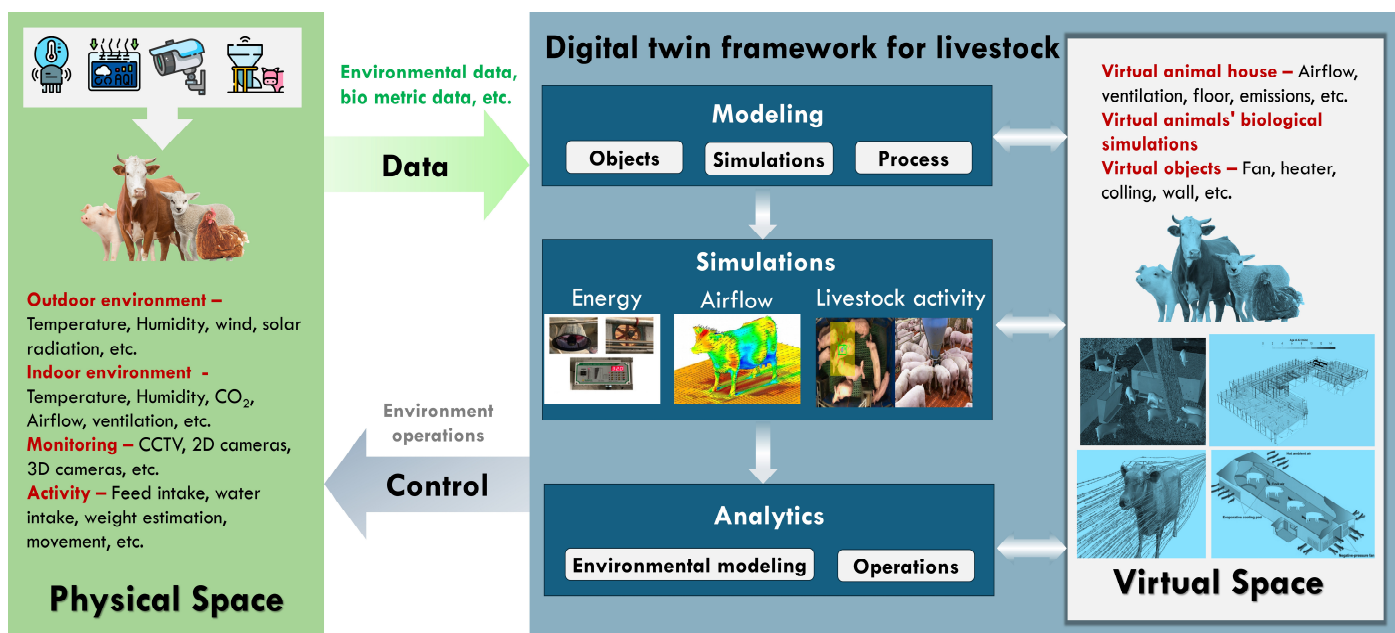 Environmental data,
bio metric data, etc.
Data
Outdoor environment –
Temperature, Humidity, wind, solar
radiation, etc.
Indoor environment -
Temperature, Humidity, CO₂,
Airflow, ventilation, etc.
Monitoring – CCTV, 2D cameras,
3D cameras, etc.
Activity – Feed intake, water
intake, weight estimation,
movement, etc.
Physical Space
Environment
operations
Control
Digital twin framework for livestock
Modeling
Objects
Simulations
Process
Simulations
Energy
Airflow
Livestock activity
Analytics
Environmental modeling
Operations
Virtual animal house – Airflow,
ventilation, floor, emissions, etc.
Virtual animals' biological
simulations
Virtual objects – Fan, heater,
colling, wall, etc.
Virtual Space